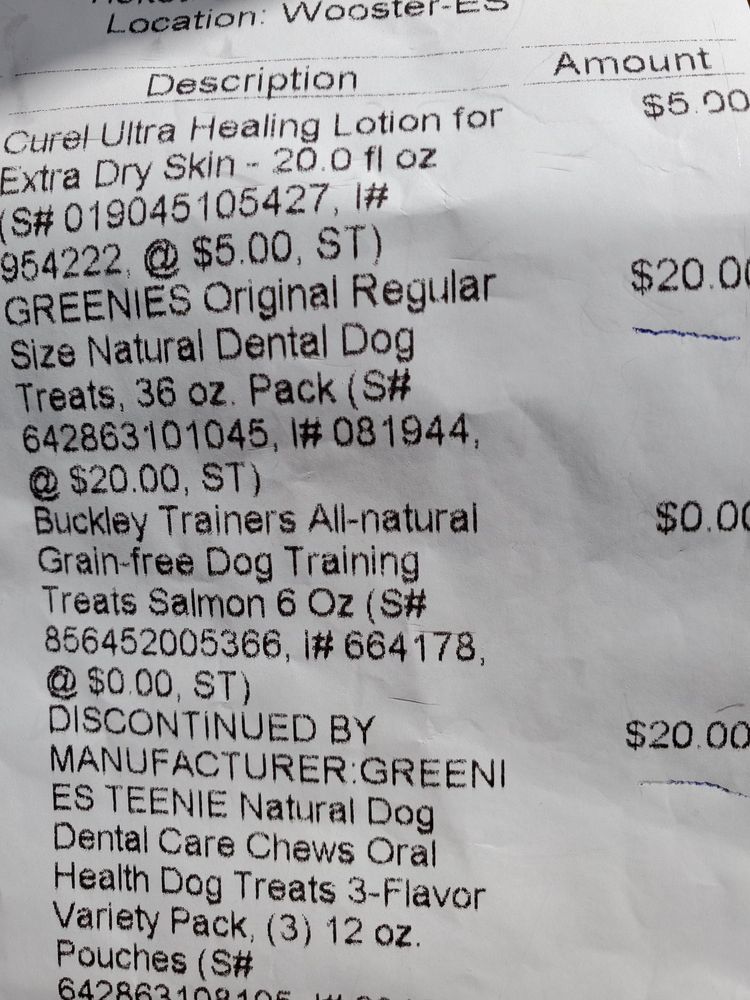 Location: Wooster-ES
Description Amount
Curel Ultra Healing Lotion for $5.00
Extra Dry Skin - 20.0 fl oz
(S# 019045105427, I#
954222, @ $5.00, ST)
GREENIES Original Regular $20.00
Size Natural Dental Dog
Treats, 36 oz. Pack (S#
642863101045, I# 081944,
@ $20.00, ST)
Buckley Trainers All-natural $0.00
Grain-free Dog Training
Treats Salmon 6 Oz (S#
856452005366, I# 664178,
@ $0.00, ST)
DISCONTINUED BY $20.00
MANUFACTURER:GREENI
ES TEENIE Natural Dog
Dental Care Chews Oral
Health Dog Treats 3-Flavor
Variety Pack, (3) 12 oz.
Pouches (S#
642863108105, I#